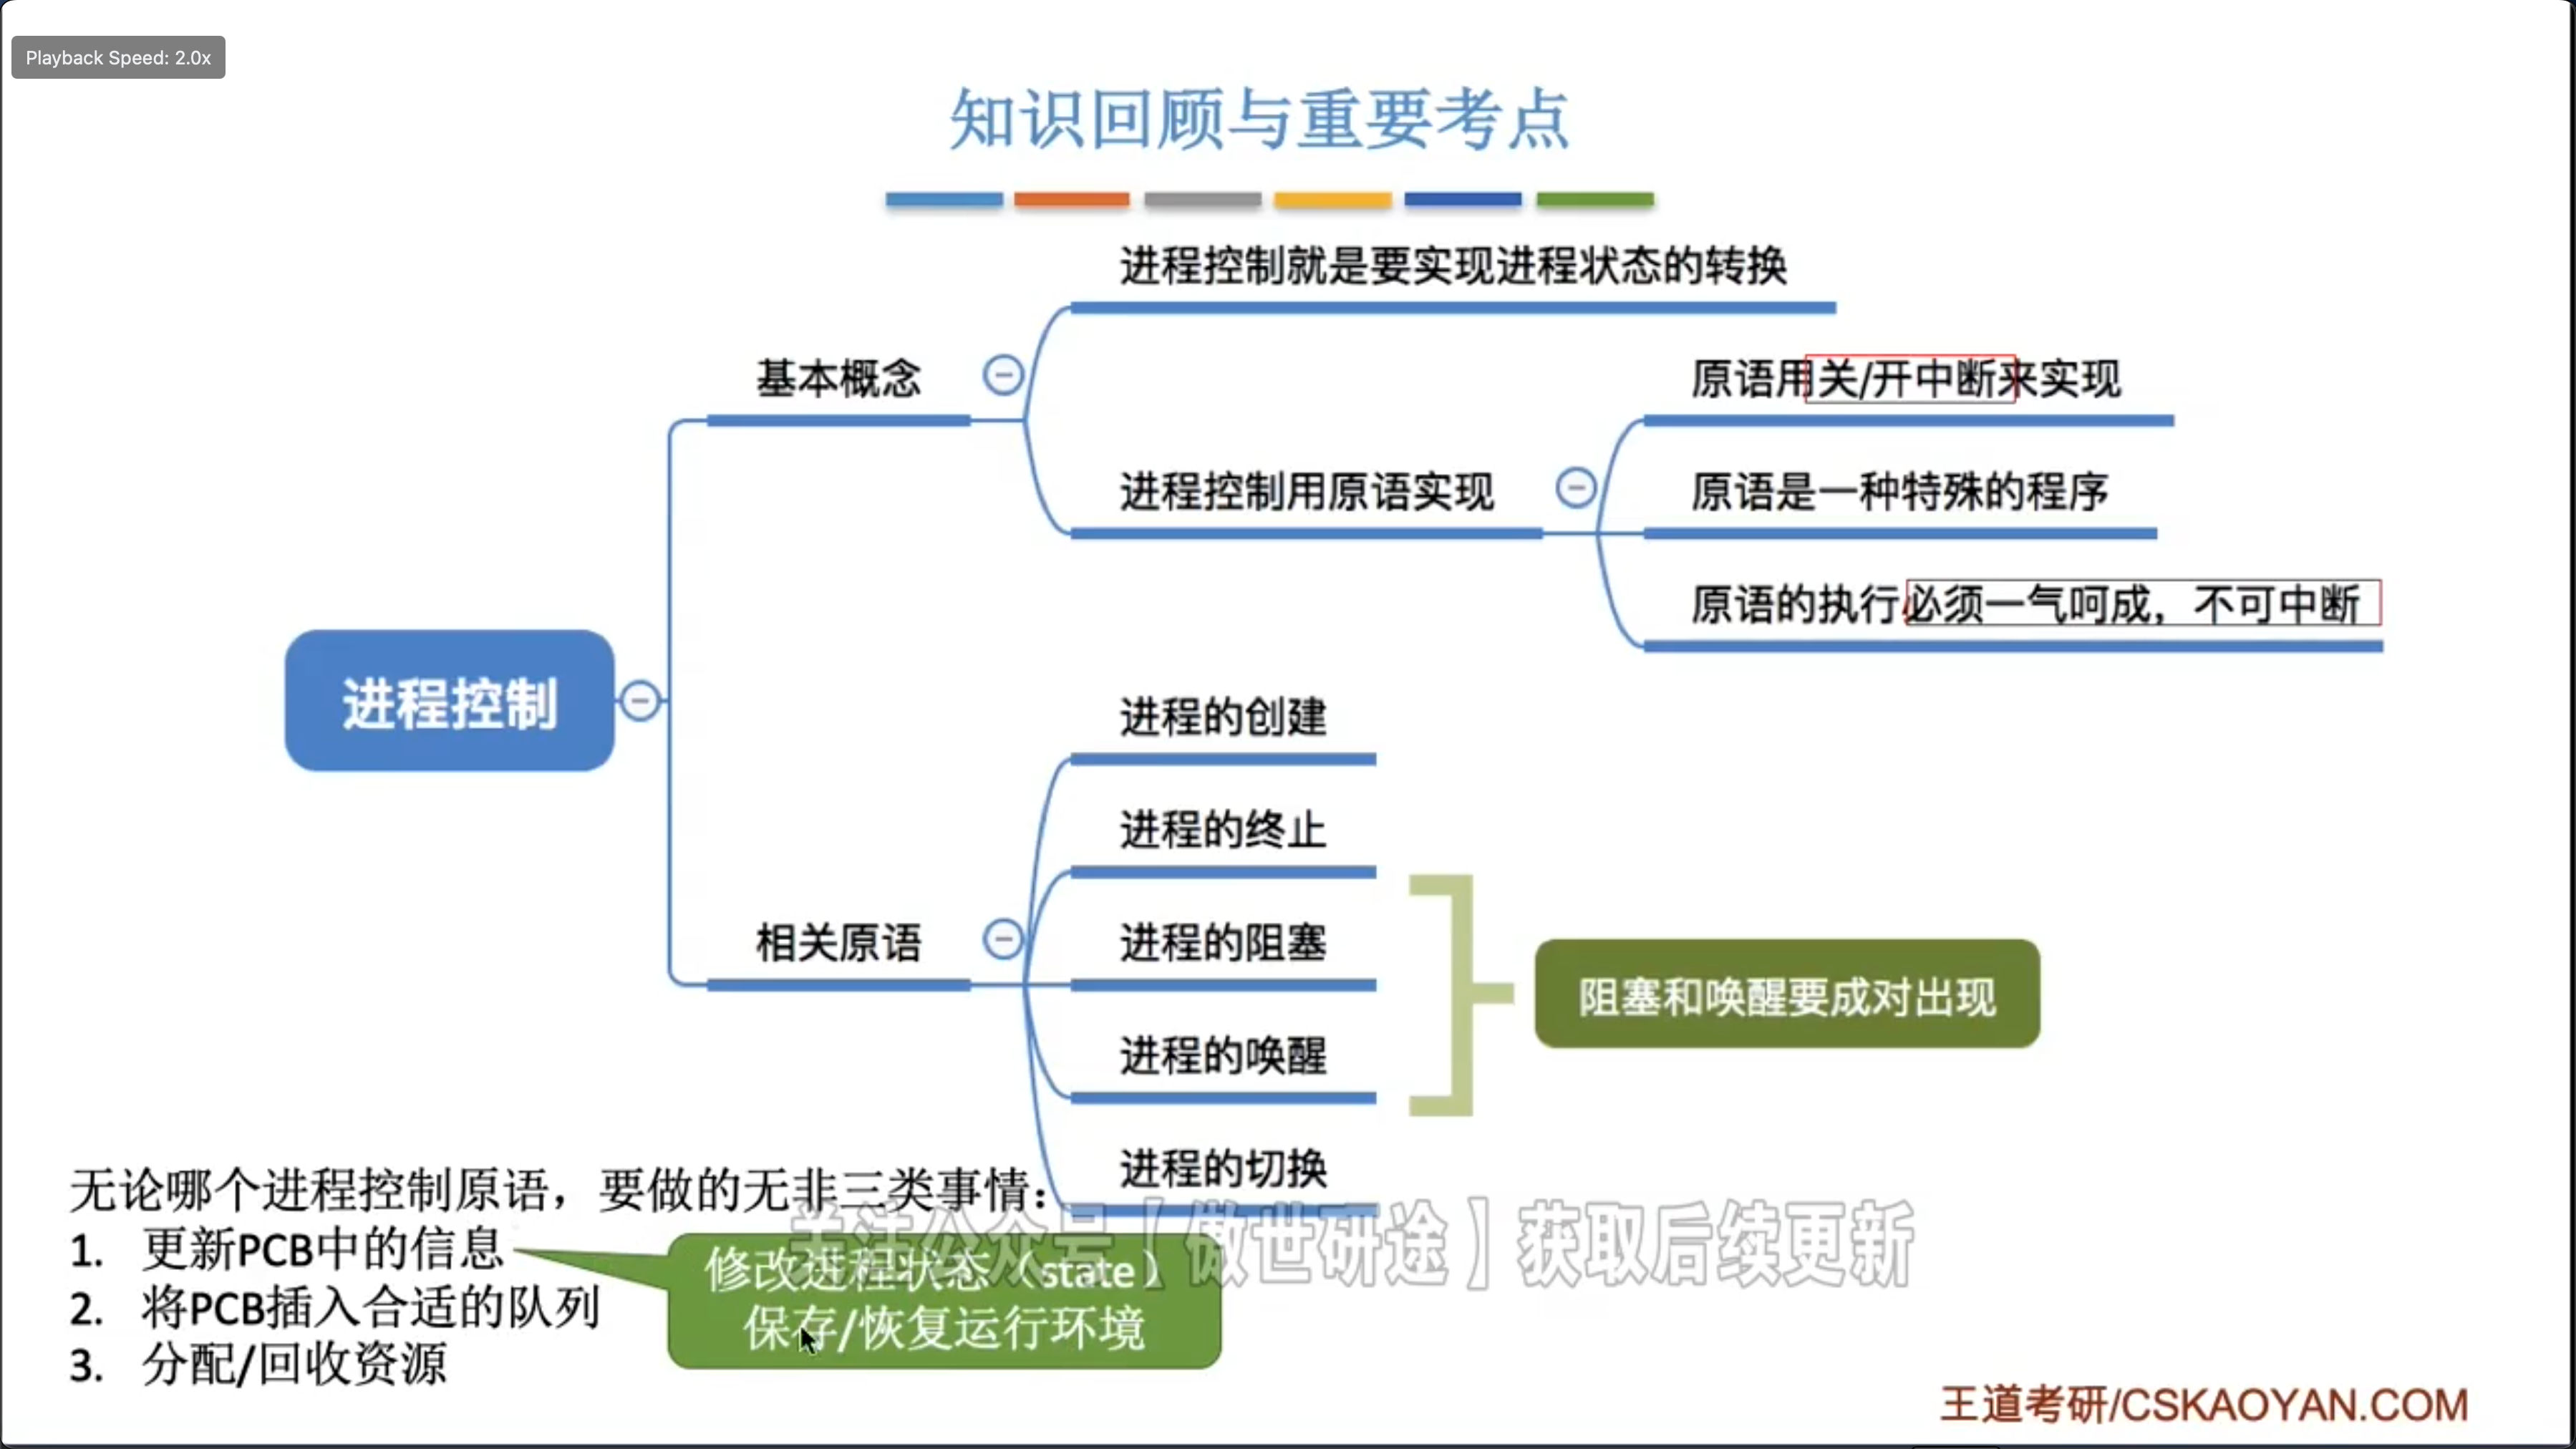 Playback Speed: 2.0x
知识回顾与重要考点
进程控制就是要实现进程状态的转换
基本概念
原语用关/开中断来实现
进程控制用原语实现
原语是一种特殊的程序
原语的执行必须一气呵成，不可中断
进程控制
进程的创建
进程的终止
相关原语
进程的阻塞
阻塞和唤醒要成对出现
进程的唤醒
进程的切换
无论哪个进程控制原语，要做的无非三类事情：
1. 更新PCB中的信息
2. 将PCB插入合适的队列
3. 分配/回收资源
修改进程状态（state）
保存/恢复运行环境
关注公众号【傲世研途】获取后续更新
王道考研/CSKAOYAN.COM